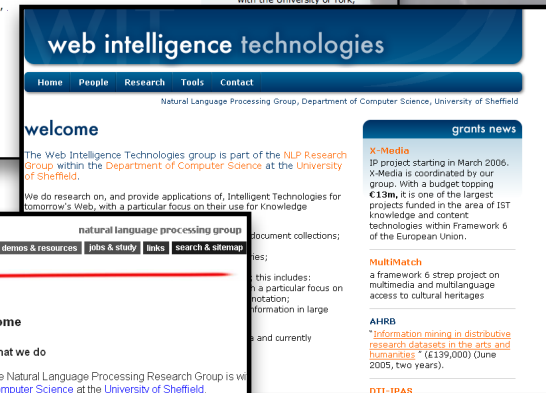 with the University of York,
web intelligence technologies
Home People Research Tools Contact
Natural Language Processing Group, Department of Computer Science, University of Sheffield
welcome
The Web Intelligence Technologies group is part of the NLP Research
Group within the Department of Computer Science at the University
of Sheffield.
We do research on, and provide applications of, Intelligent Technologies for
tomorrow's Web, with a particular focus on their use for Knowledge
document collections;
this includes:
a particular focus on
notation;
information in large
and currently
grants news
X-Media
IP project starting in March 2006.
X-Media is coordinated by our
group. With a budget topping
€13m, it is one of the largest
projects funded in the area of IST
knowledge and content
technologies within Framework 6
of the European Union.
MultiMatch
a framework 6 strep project on
multimedia and multilanguage
access to cultural heritages
AHRB
"Information mining in distributive
research datasets in the arts and
humanities " (£139,000) (June
2005, two years).
DTI-IPAS
natural language processing group
demos & resources jobs & study links search & sitemap
ome
hat we do
e Natural Language Processing Research Group is wi
mputer Science at the University of Sheffield.